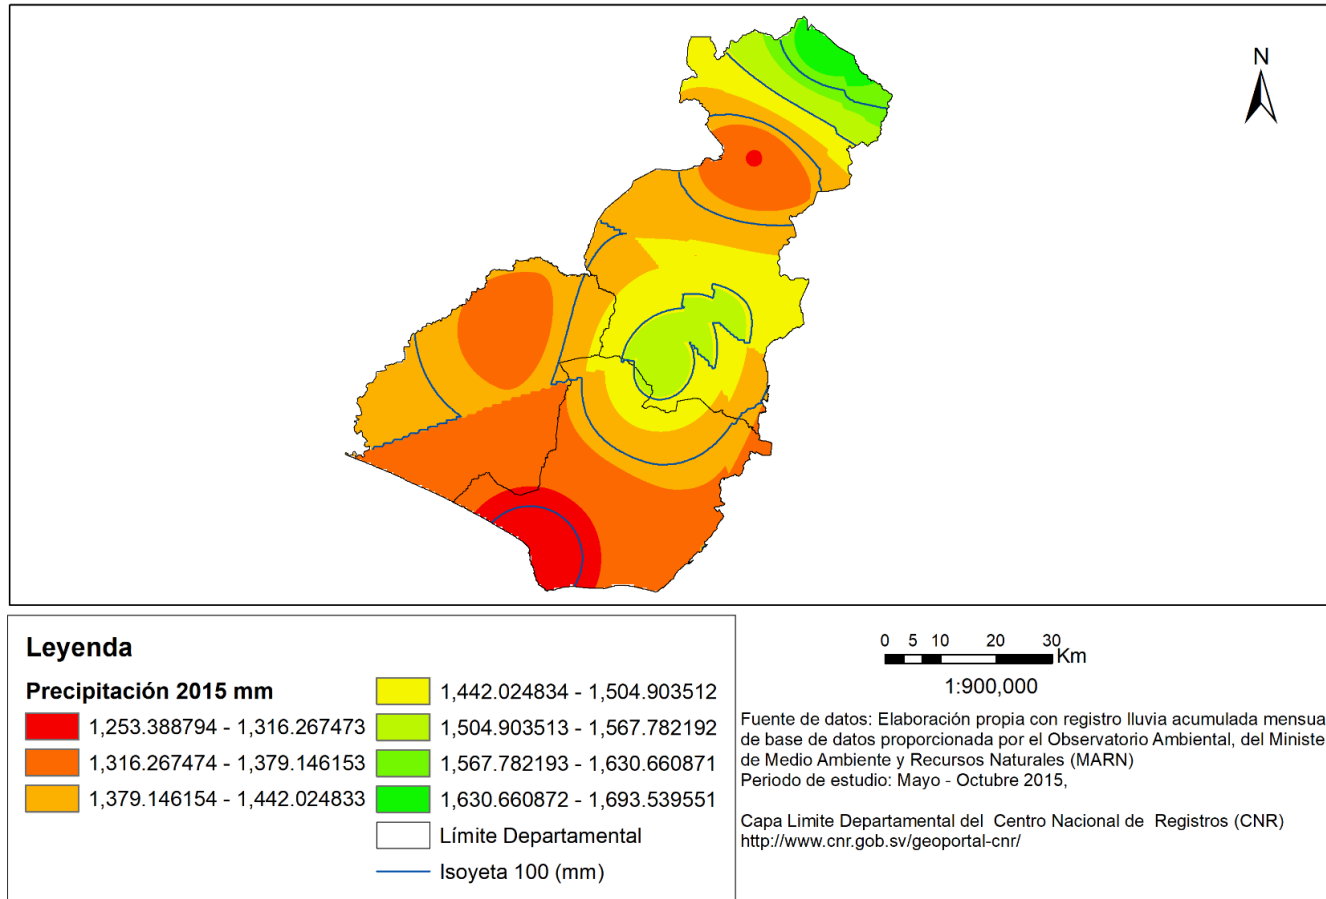 N
Leyenda
Precipitación 2015 mm
1,253.388794 - 1,316.267473
1,316.267474 - 1,379.146153
1,379.146154 - 1,442.024833
1,442.024834 - 1,504.903512
1,504.903513 - 1,567.782192
1,567.782193 - 1,630.660871
1,630.660872 - 1,693.539551
Límite Departamental
Isoyeta 100 (mm)
0 5 10 20 30
Km
1:900,000
Fuente de datos: Elaboración propia con registro lluvia acumulada mensua
de base de datos proporcionada por el Observatorio Ambiental, del Ministe
de Medio Ambiente y Recursos Naturales (MARN)
Periodo de estudio: Mayo - Octubre 2015,
Capa Limite Departamental del Centro Nacional de Registros (CNR)
http://www.cnr.gob.sv/geoportal-cnr/